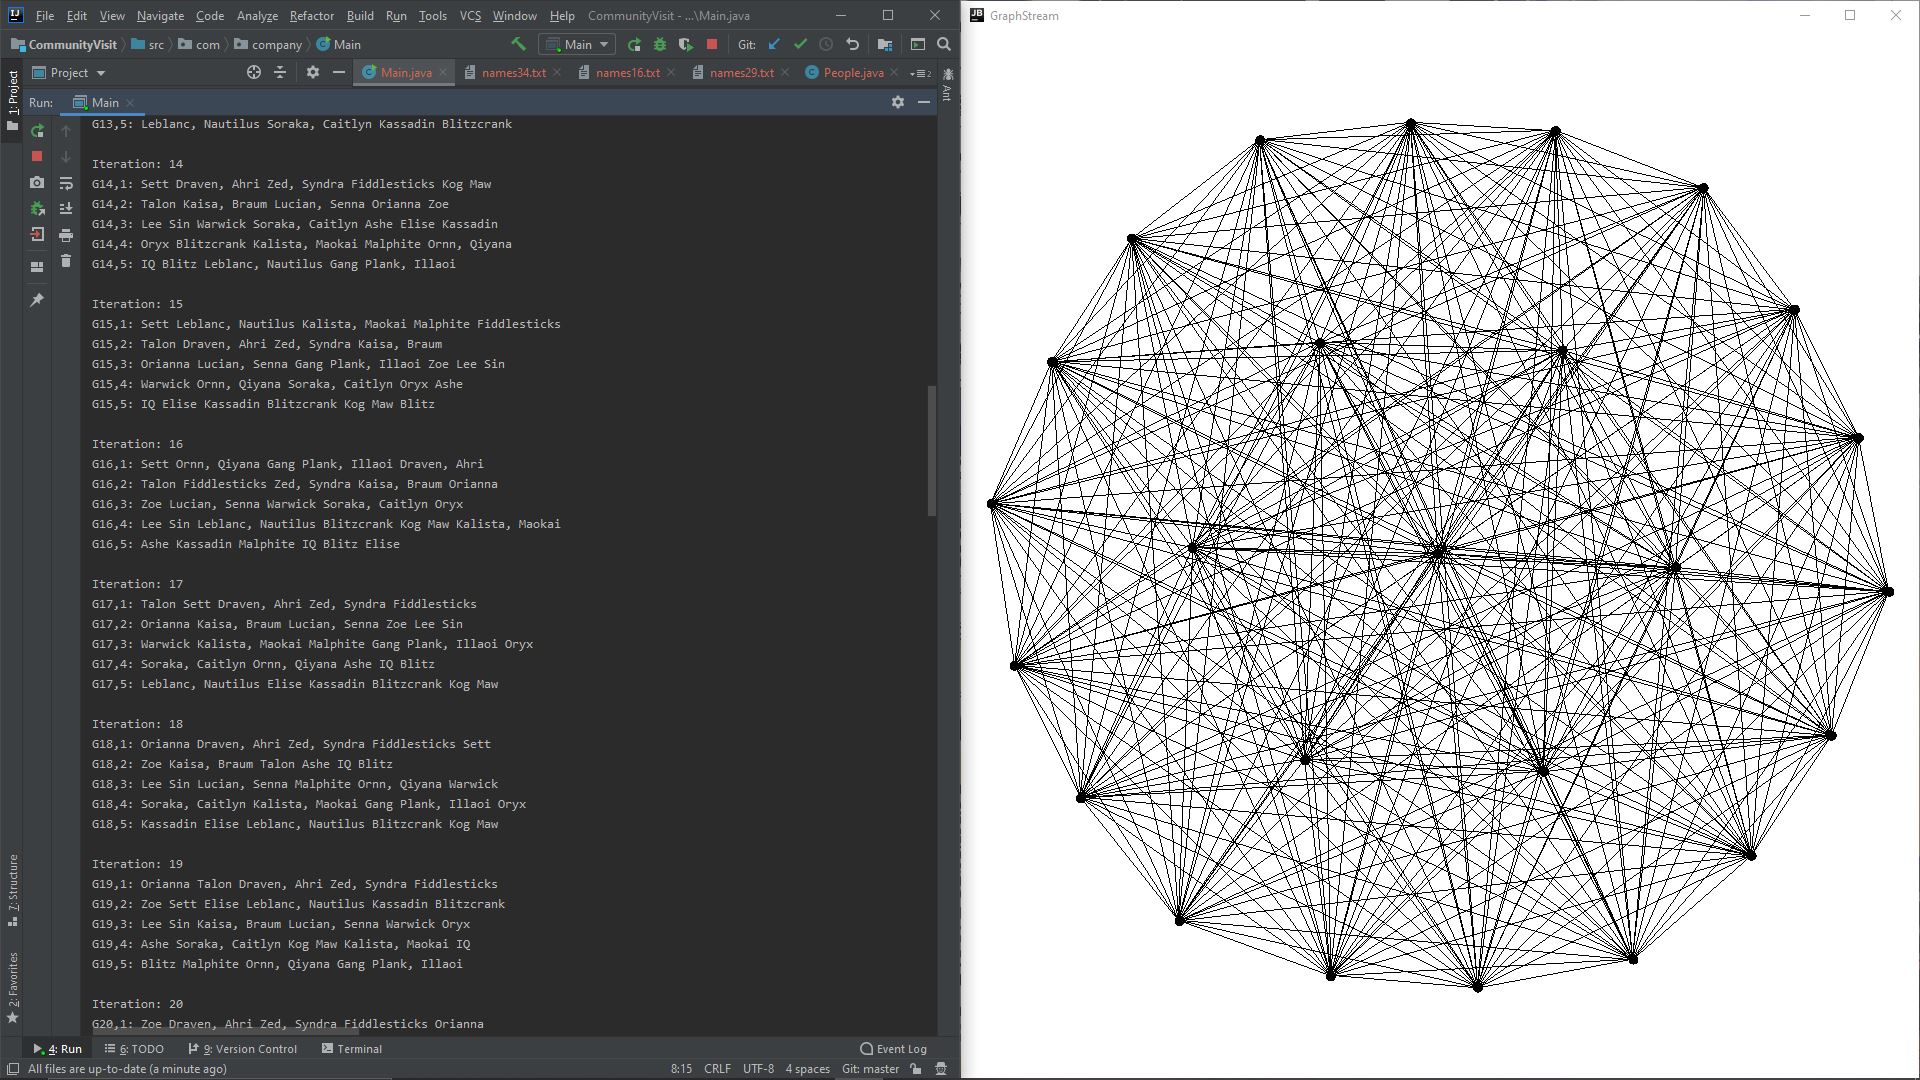 File Edit View Navigate Code Analyze Refactor Build Run Tools VCS Window Help CommunityVisit - ...\Main.java
GraphStream
CommunityVisit src com company Main
Main Git:
Project Main.java names34.txt names16.txt names29.txt People.java 2
1: Project
Ant
Run: Main
G13,5: Leblanc, Nautilus Soraka, Caitlyn Kassadin Blitzcrank
Iteration: 14
G14,1: Sett Draven, Ahri Zed, Syndra Fiddlesticks Kog Maw
G14,2: Talon Kaisa, Braum Lucian, Senna Orianna Zoe
G14,3: Lee Sin Warwick Soraka, Caitlyn Ashe Elise Kassadin
G14,4: Oryx Blitzcrank Kalista, Maokai Malphite Ornn, Qiyana
G14,5: IQ Blitz Leblanc, Nautilus Gang Plank, Illaoi
Iteration: 15
G15,1: Sett Leblanc, Nautilus Kalista, Maokai Malphite Fiddlesticks
G15,2: Talon Draven, Ahri Zed, Syndra Kaisa, Braum
G15,3: Orianna Lucian, Senna Gang Plank, Illaoi Zoe Lee Sin
G15,4: Warwick Ornn, Qiyana Soraka, Caitlyn Oryx Ashe
G15,5: IQ Elise Kassadin Blitzcrank Kog Maw Blitz
Iteration: 16
G16,1: Sett Ornn, Qiyana Gang Plank, Illaoi Draven, Ahri
G16,2: Talon Fiddlesticks Zed, Syndra Kaisa, Braum Orianna
G16,3: Zoe Lucian, Senna Warwick Soraka, Caitlyn Oryx
G16,4: Lee Sin Leblanc, Nautilus Blitzcrank Kog Maw Kalista, Maokai
G16,5: Ashe Kassadin Malphite IQ Blitz Elise
Iteration: 17
G17,1: Talon Sett Draven, Ahri Zed, Syndra Fiddlesticks
G17,2: Orianna Kaisa, Braum Lucian, Senna Zoe Lee Sin
G17,3: Warwick Kalista, Maokai Malphite Gang Plank, Illaoi Oryx
G17,4: Soraka, Caitlyn Ornn, Qiyana Ashe IQ Blitz
G17,5: Leblanc, Nautilus Elise Kassadin Blitzcrank Kog Maw
Iteration: 18
G18,1: Orianna Draven, Ahri Zed, Syndra Fiddlesticks Sett
G18,2: Zoe Kaisa, Braum Talon Ashe IQ Blitz
G18,3: Lee Sin Lucian, Senna Malphite Ornn, Qiyana Warwick
G18,4: Soraka, Caitlyn Kalista, Maokai Gang Plank, Illaoi Oryx
G18,5: Kassadin Elise Leblanc, Nautilus Blitzcrank Kog Maw
Iteration: 19
G19,1: Orianna Talon Draven, Ahri Zed, Syndra Fiddlesticks
G19,2: Zoe Sett Elise Leblanc, Nautilus Kassadin Blitzcrank
G19,3: Lee Sin Kaisa, Braum Lucian, Senna Warwick Oryx
G19,4: Ashe Soraka, Caitlyn Kog Maw Kalista, Maokai IQ
G19,5: Blitz Malphite Ornn, Qiyana Gang Plank, Illaoi
Iteration: 20
G20,1: Zoe Draven, Ahri Zed, Syndra Fiddlesticks Orianna
7: Structure
2: Favorites
4: Run 6: TODO 9: Version Control Terminal Event Log
All files are up-to-date (a minute ago) 8:15 CRLF UTF-8 4 spaces Git: master